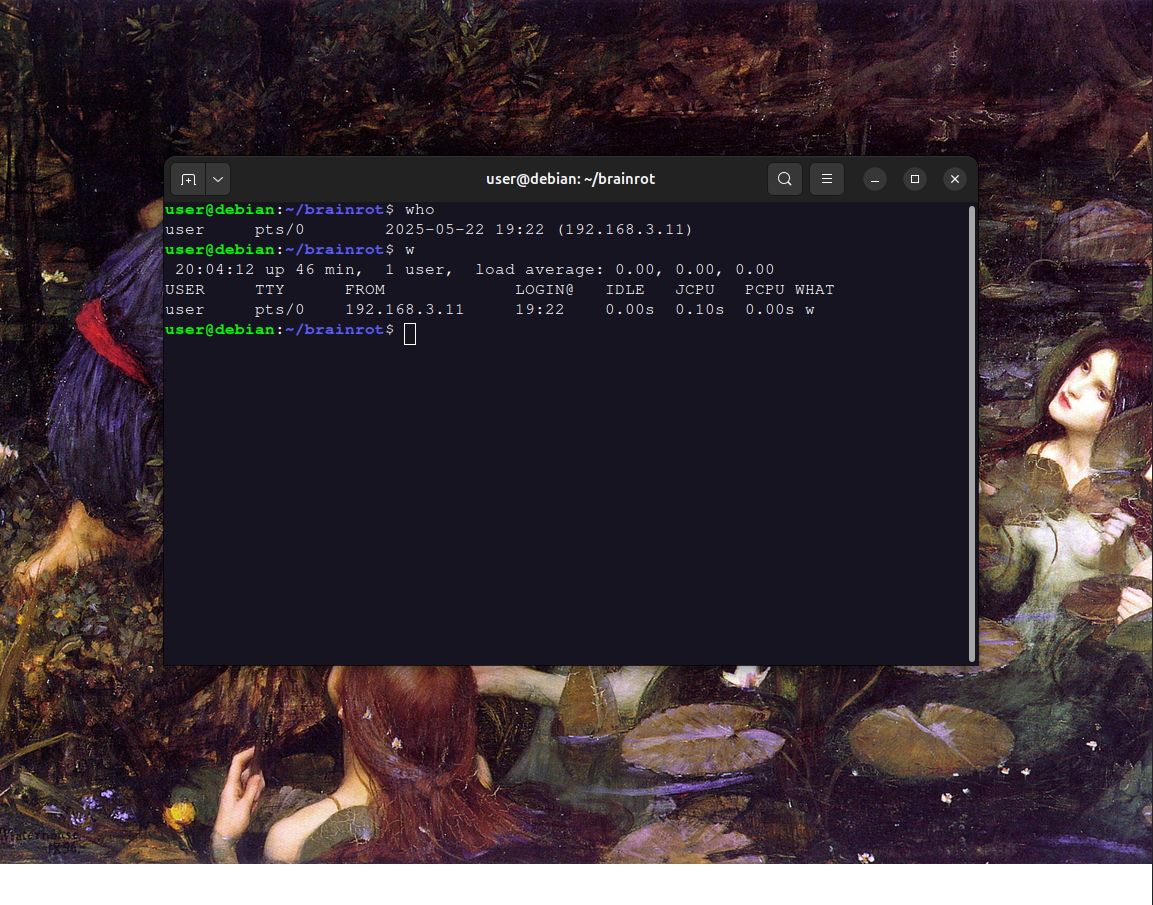 user@debian: ~/brainrot
user@debian:~/brainrot$ who
user     pts/0        2025-05-22 19:22 (192.168.3.11)
user@debian:~/brainrot$ w
 20:04:12 up 46 min,  1 user,  load average: 0.00, 0.00, 0.00
USER     TTY      FROM             LOGIN@   IDLE   JCPU   PCPU WHAT
user     pts/0    192.168.3.11     19:22    0.00s  0.10s  0.00s w
user@debian:~/brainrot$
Waterhouse
1896